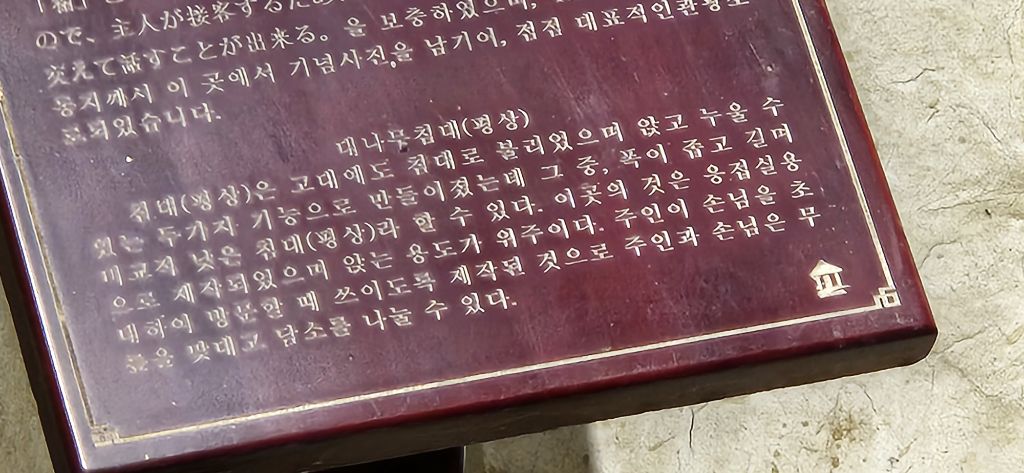 ので、主人が接客するため
交えて話すことが出来る。을 보충하였으며,
동지께서 이 곳에서 기념사진을 남기어, 점점 대표적인관광코
료되었습니다.
대나무침대(평상)
침대(평상)은 고대에도 침대로 불리었으며 앉고 누울 수
있는 두가지 기능으로 만들어졌는데 그 중, 폭이 좁고 길며
비교적 낮은 침대(평상)라 할 수 있다. 이곳의 것은 응접실용
으로 제작되었으며 앉는 용도가 위주이다. 주인이 손님을 초
대하여 방문할 때 쓰이도록 제작된 것으로 주인과 손님은 무
릎을 맞대고 담소를 나눌 수 있다.